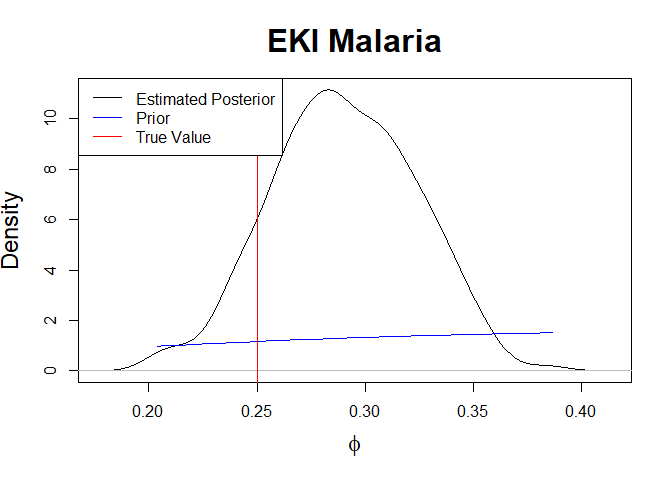 EKI Malaria
Estimated Posterior
Prior
True Value
Density
0
2
4
6
8
10
0.20 0.25 0.30 0.35 0.40
ϕ